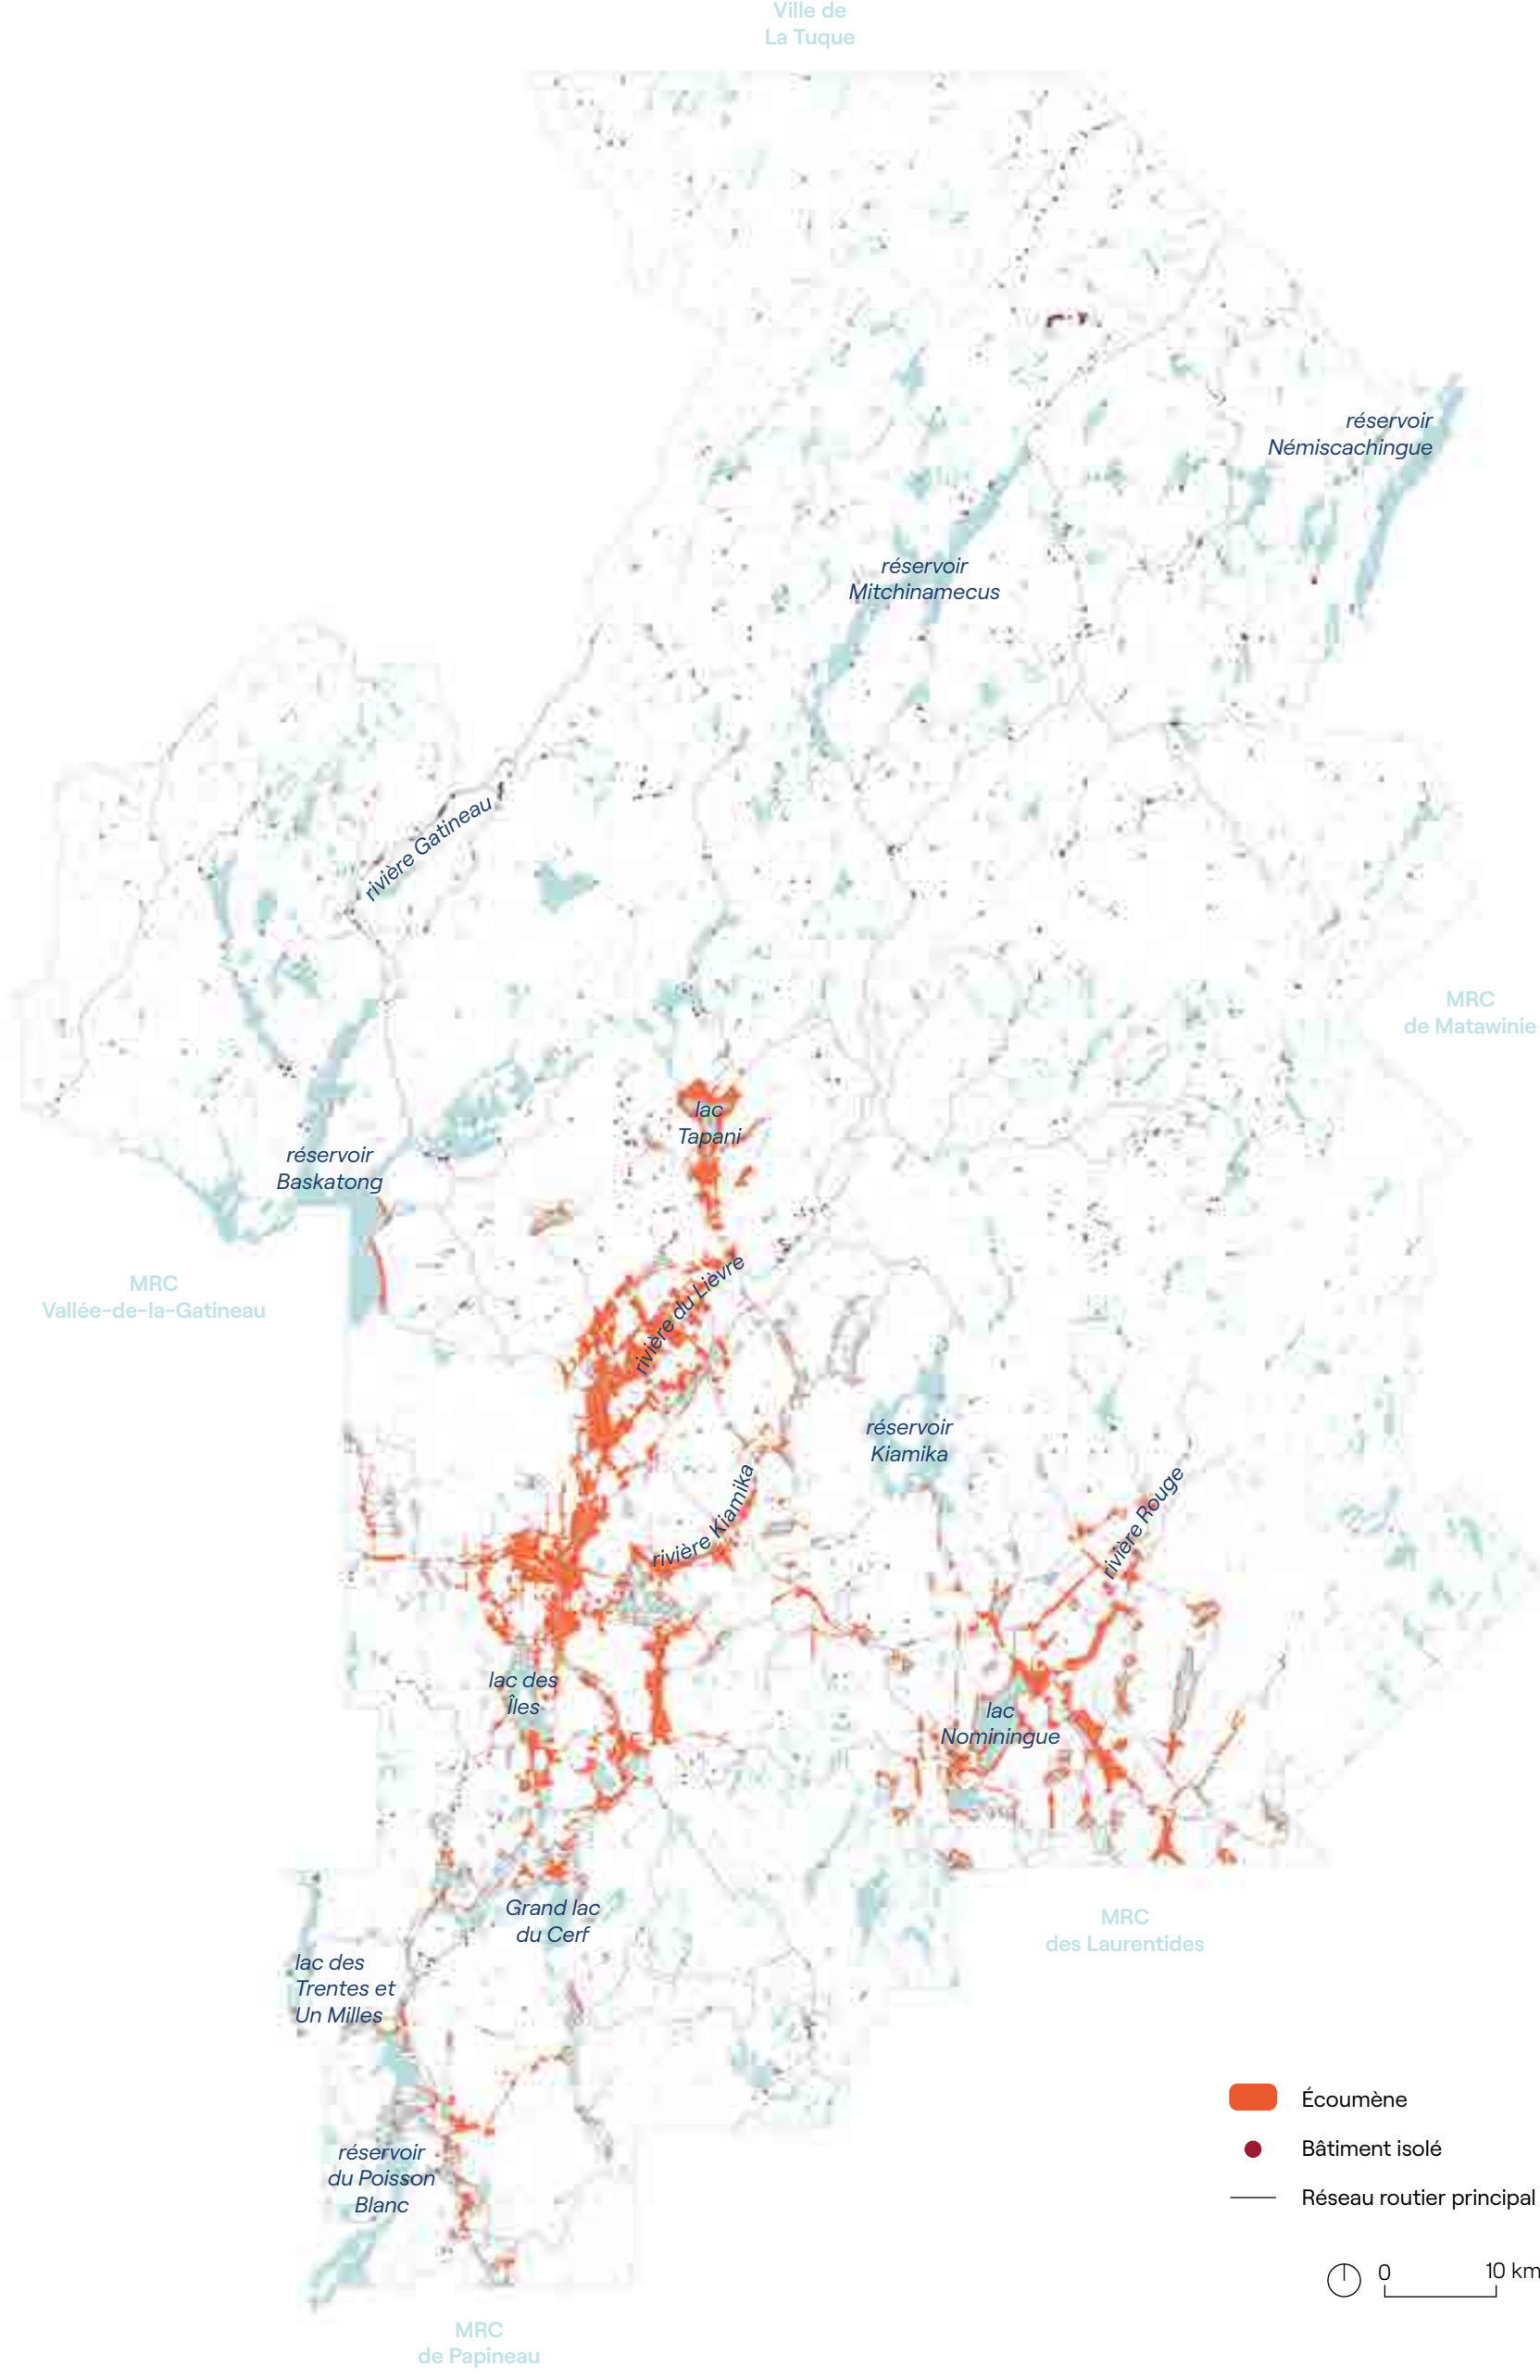 Ville de
La Tuque
réservoir
Némiscachingue
réservoir
Mitchinamecus
rivière Gatineau
MRC
de Matawinie
lac
Tapani
réservoir
Baskatong
MRC
Vallée-de-la-Gatineau
rivière du Lièvre
réservoir
Kiamika
rivière Kiamika
rivière Rouge
lac des
Îles
lac
Nominingue
Grand lac
du Cerf
MRC
des Laurentides
lac des
Trentes et
Un Milles
réservoir
du Poisson
Blanc
Écoumène
Bâtiment isolé
Réseau routier principal
0 10 km
MRC
de Papineau